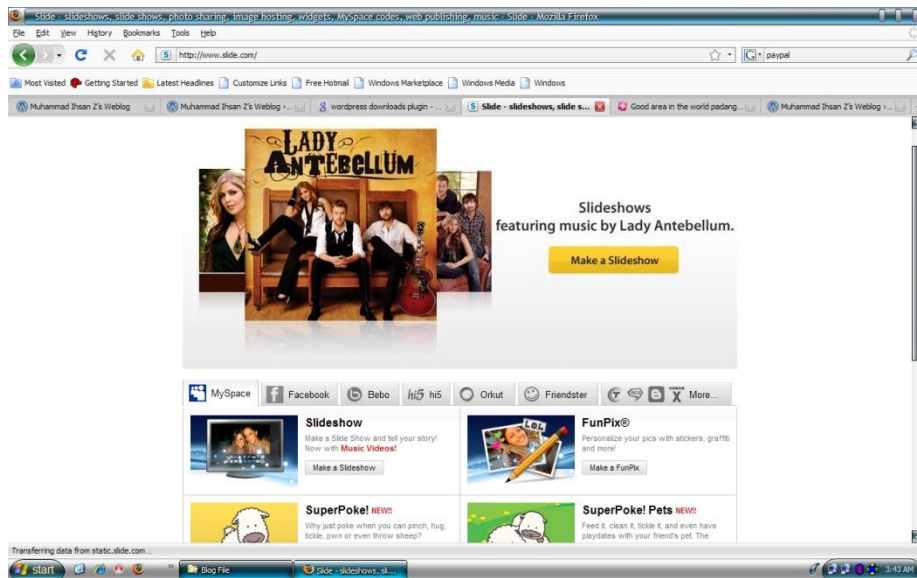 Slide - slideshows, slide shows, photo sharing, image hosting, widgets, MySpace codes, web publishing, music - Slide - Mozilla Firefox
File Edit View History Bookmarks Tools Help
http://www.slide.com/
paypal
Most Visited Getting Started Latest Headlines Customize Links Free Hotmail Windows Marketplace Windows Media Windows
Muhammad Ihsan Z's Weblog
Muhammad Ihsan Z's Weblog › ...
wordpress downloads plugin - ...
Slide - slideshows, slide s...
Good area in the world padang...
Muhammad Ihsan Z's Weblog › ...
LADY
ANTEBELLUM
Slideshows
featuring music by Lady Antebellum.
Make a Slideshow
MySpace Facebook Bebo hi5 hi5 Orkut Friendster More...
Slideshow
Make a Slide Show and tell your story!
Now with Music Videos!
Make a Slideshow
LOL
FunPix®
Personalize your pics with stickers, graffiti
and more!
Make a FunPix
SuperPoke! NEW!!
Why just poke when you can pinch, hug,
tickle, pwn or even throw sheep?
SuperPoke! Pets NEW!!
Feed it, clean it, tickle it, and even have
playdates with your friend's pet. The
Transferring data from static.slide.com...
start
Blog File
Slide - slideshows, sli...
3:43 AM